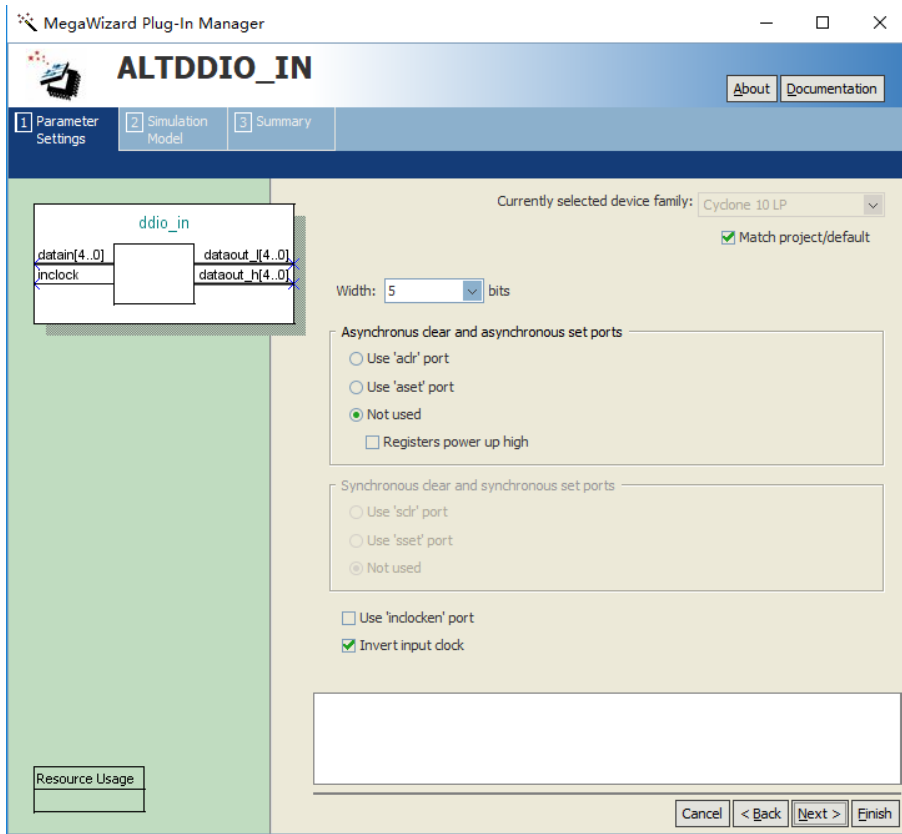 MegaWizard Plug-In Manager
ALTDDIO_IN
About Documentation
1 Parameter Settings
2 Simulation Model
3 Summary
ddio_in
datain[4..0] dataout_l[4..0]
inclock dataout_h[4..0]
Currently selected device family: Cyclone 10 LP
Match project/default
Width: 5 bits
Asynchronus clear and asynchronous set ports
Use 'aclr' port
Use 'aset' port
Not used
Registers power up high
Synchronous clear and synchronous set ports
Use 'sclr' port
Use 'sset' port
Not used
Use 'inclocken' port
Invert input clock
Resource Usage
Cancel < Back Next > Finish